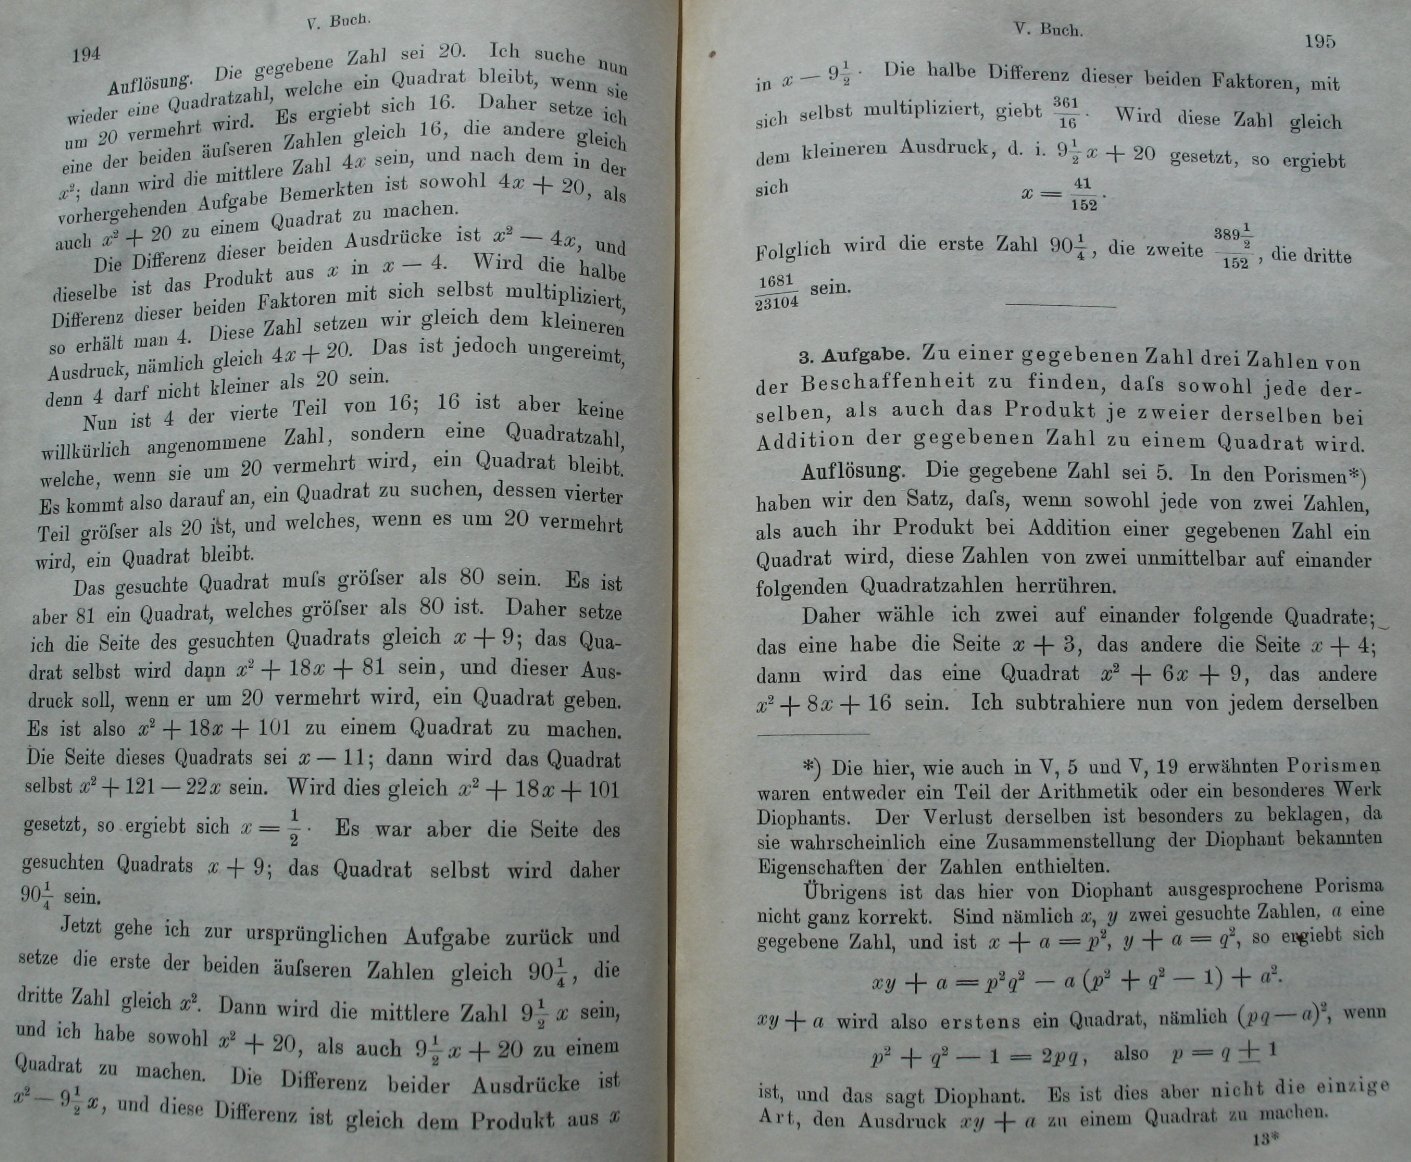 V. Buch.
194
Auflösung. Die gegebene Zahl sei 20. Ich suche nun
wieder eine Quadratzahl, welche ein Quadrat bleibt, wenn sie
um 20 vermehrt wird. Es ergiebt sich 16. Daher setze ich
eine der beiden äufseren Zahlen gleich 16, die andere gleich
x²; dann wird die mittlere Zahl 4x sein, und nach dem in der
vorhergehenden Aufgabe Bemerkten ist sowohl 4x + 20, als
auch x² + 20 zu einem Quadrat zu machen.
Die Differenz dieser beiden Ausdrücke ist x² — 4x, und
dieselbe ist das Produkt aus x in x — 4. Wird die halbe
Differenz dieser beiden Faktoren mit sich selbst multipliziert,
so erhält man 4. Diese Zahl setzen wir gleich dem kleineren
Ausdruck, nämlich gleich 4x + 20. Das ist jedoch ungereimt,
denn 4 darf nicht kleiner als 20 sein.
Nun ist 4 der vierte Teil von 16; 16 ist aber keine
willkürlich angenommene Zahl, sondern eine Quadratzahl,
welche, wenn sie um 20 vermehrt wird, ein Quadrat bleibt.
Es kommt also darauf an, ein Quadrat zu suchen, dessen vierter
Teil gröfser als 20 ist, und welches, wenn es um 20 vermehrt
wird, ein Quadrat bleibt.
Das gesuchte Quadrat mufs gröfser als 80 sein. Es ist
aber 81 ein Quadrat, welches gröfser als 80 ist. Daher setze
ich die Seite des gesuchten Quadrats gleich x + 9; das Qua-
drat selbst wird dann x² + 18x + 81 sein, und dieser Aus-
druck soll, wenn er um 20 vermehrt wird, ein Quadrat geben.
Es ist also x² + 18x + 101 zu einem Quadrat zu machen.
Die Seite dieses Quadrats sei x — 11; dann wird das Quadrat
selbst x² + 121 — 22x sein. Wird dies gleich x² + 18x + 101
gesetzt, so ergiebt sich x = 1/2 · Es war aber die Seite des
gesuchten Quadrats x + 9; das Quadrat selbst wird daher
90 1/4 sein.
Jetzt gehe ich zur ursprünglichen Aufgabe zurück und
setze die erste der beiden äufseren Zahlen gleich 90 1/4, die
dritte Zahl gleich x². Dann wird die mittlere Zahl 9 1/2 x sein,
und ich habe sowohl x² + 20, als auch 9 1/2 x + 20 zu einem
Quadrat zu machen. Die Differenz beider Ausdrücke ist
x² — 9 1/2 x, und diese Differenz ist gleich dem Produkt aus x
V. Buch.
195
in x — 9 1/2 · Die halbe Differenz dieser beiden Faktoren, mit
sich selbst multipliziert, giebt 361/16 · Wird diese Zahl gleich
dem kleineren Ausdruck, d. i. 9 1/2 x + 20 gesetzt, so ergiebt
sich x = 41/152 ·
Folglich wird die erste Zahl 90 1/4, die zweite 389 1/2/152, die dritte
1681/23104 sein.
3. Aufgabe. Zu einer gegebenen Zahl drei Zahlen von
der Beschaffenheit zu finden, dafs sowohl jede der-
selben, als auch das Produkt je zweier derselben bei
Addition der gegebenen Zahl zu einem Quadrat wird.
Auflösung. Die gegebene Zahl sei 5. In den Porismen*)
haben wir den Satz, dafs, wenn sowohl jede von zwei Zahlen,
als auch ihr Produkt bei Addition einer gegebenen Zahl ein
Quadrat wird, diese Zahlen von zwei unmittelbar auf einander
folgenden Quadratzahlen herrühren.
Daher wähle ich zwei auf einander folgende Quadrate;
das eine habe die Seite x + 3, das andere die Seite x + 4;
dann wird das eine Quadrat x² + 6x + 9, das andere
x² + 8x + 16 sein. Ich subtrahiere nun von jedem derselben
*) Die hier, wie auch in V, 5 und V, 19 erwähnten Porismen
waren entweder ein Teil der Arithmetik oder ein besonderes Werk
Diophants. Der Verlust derselben ist besonders zu beklagen, da
sie wahrscheinlich eine Zusammenstellung der Diophant bekannten
Eigenschaften der Zahlen enthielten.
Übrigens ist das hier von Diophant ausgesprochene Porisma
nicht ganz korrekt. Sind nämlich x, y zwei gesuchte Zahlen, a eine
gegebene Zahl, und ist x + a = p², y + a = q², so ergiebt sich
xy + a = p²q² — a (p² + q² — 1) + a².
xy + a wird also erstens ein Quadrat, nämlich (pq — a)², wenn
p² + q² — 1 = 2pq, also p = q ± 1
ist, und das sagt Diophant. Es ist dies aber nicht die einzige
Art, den Ausdruck xy + a zu einem Quadrat zu machen.
13*